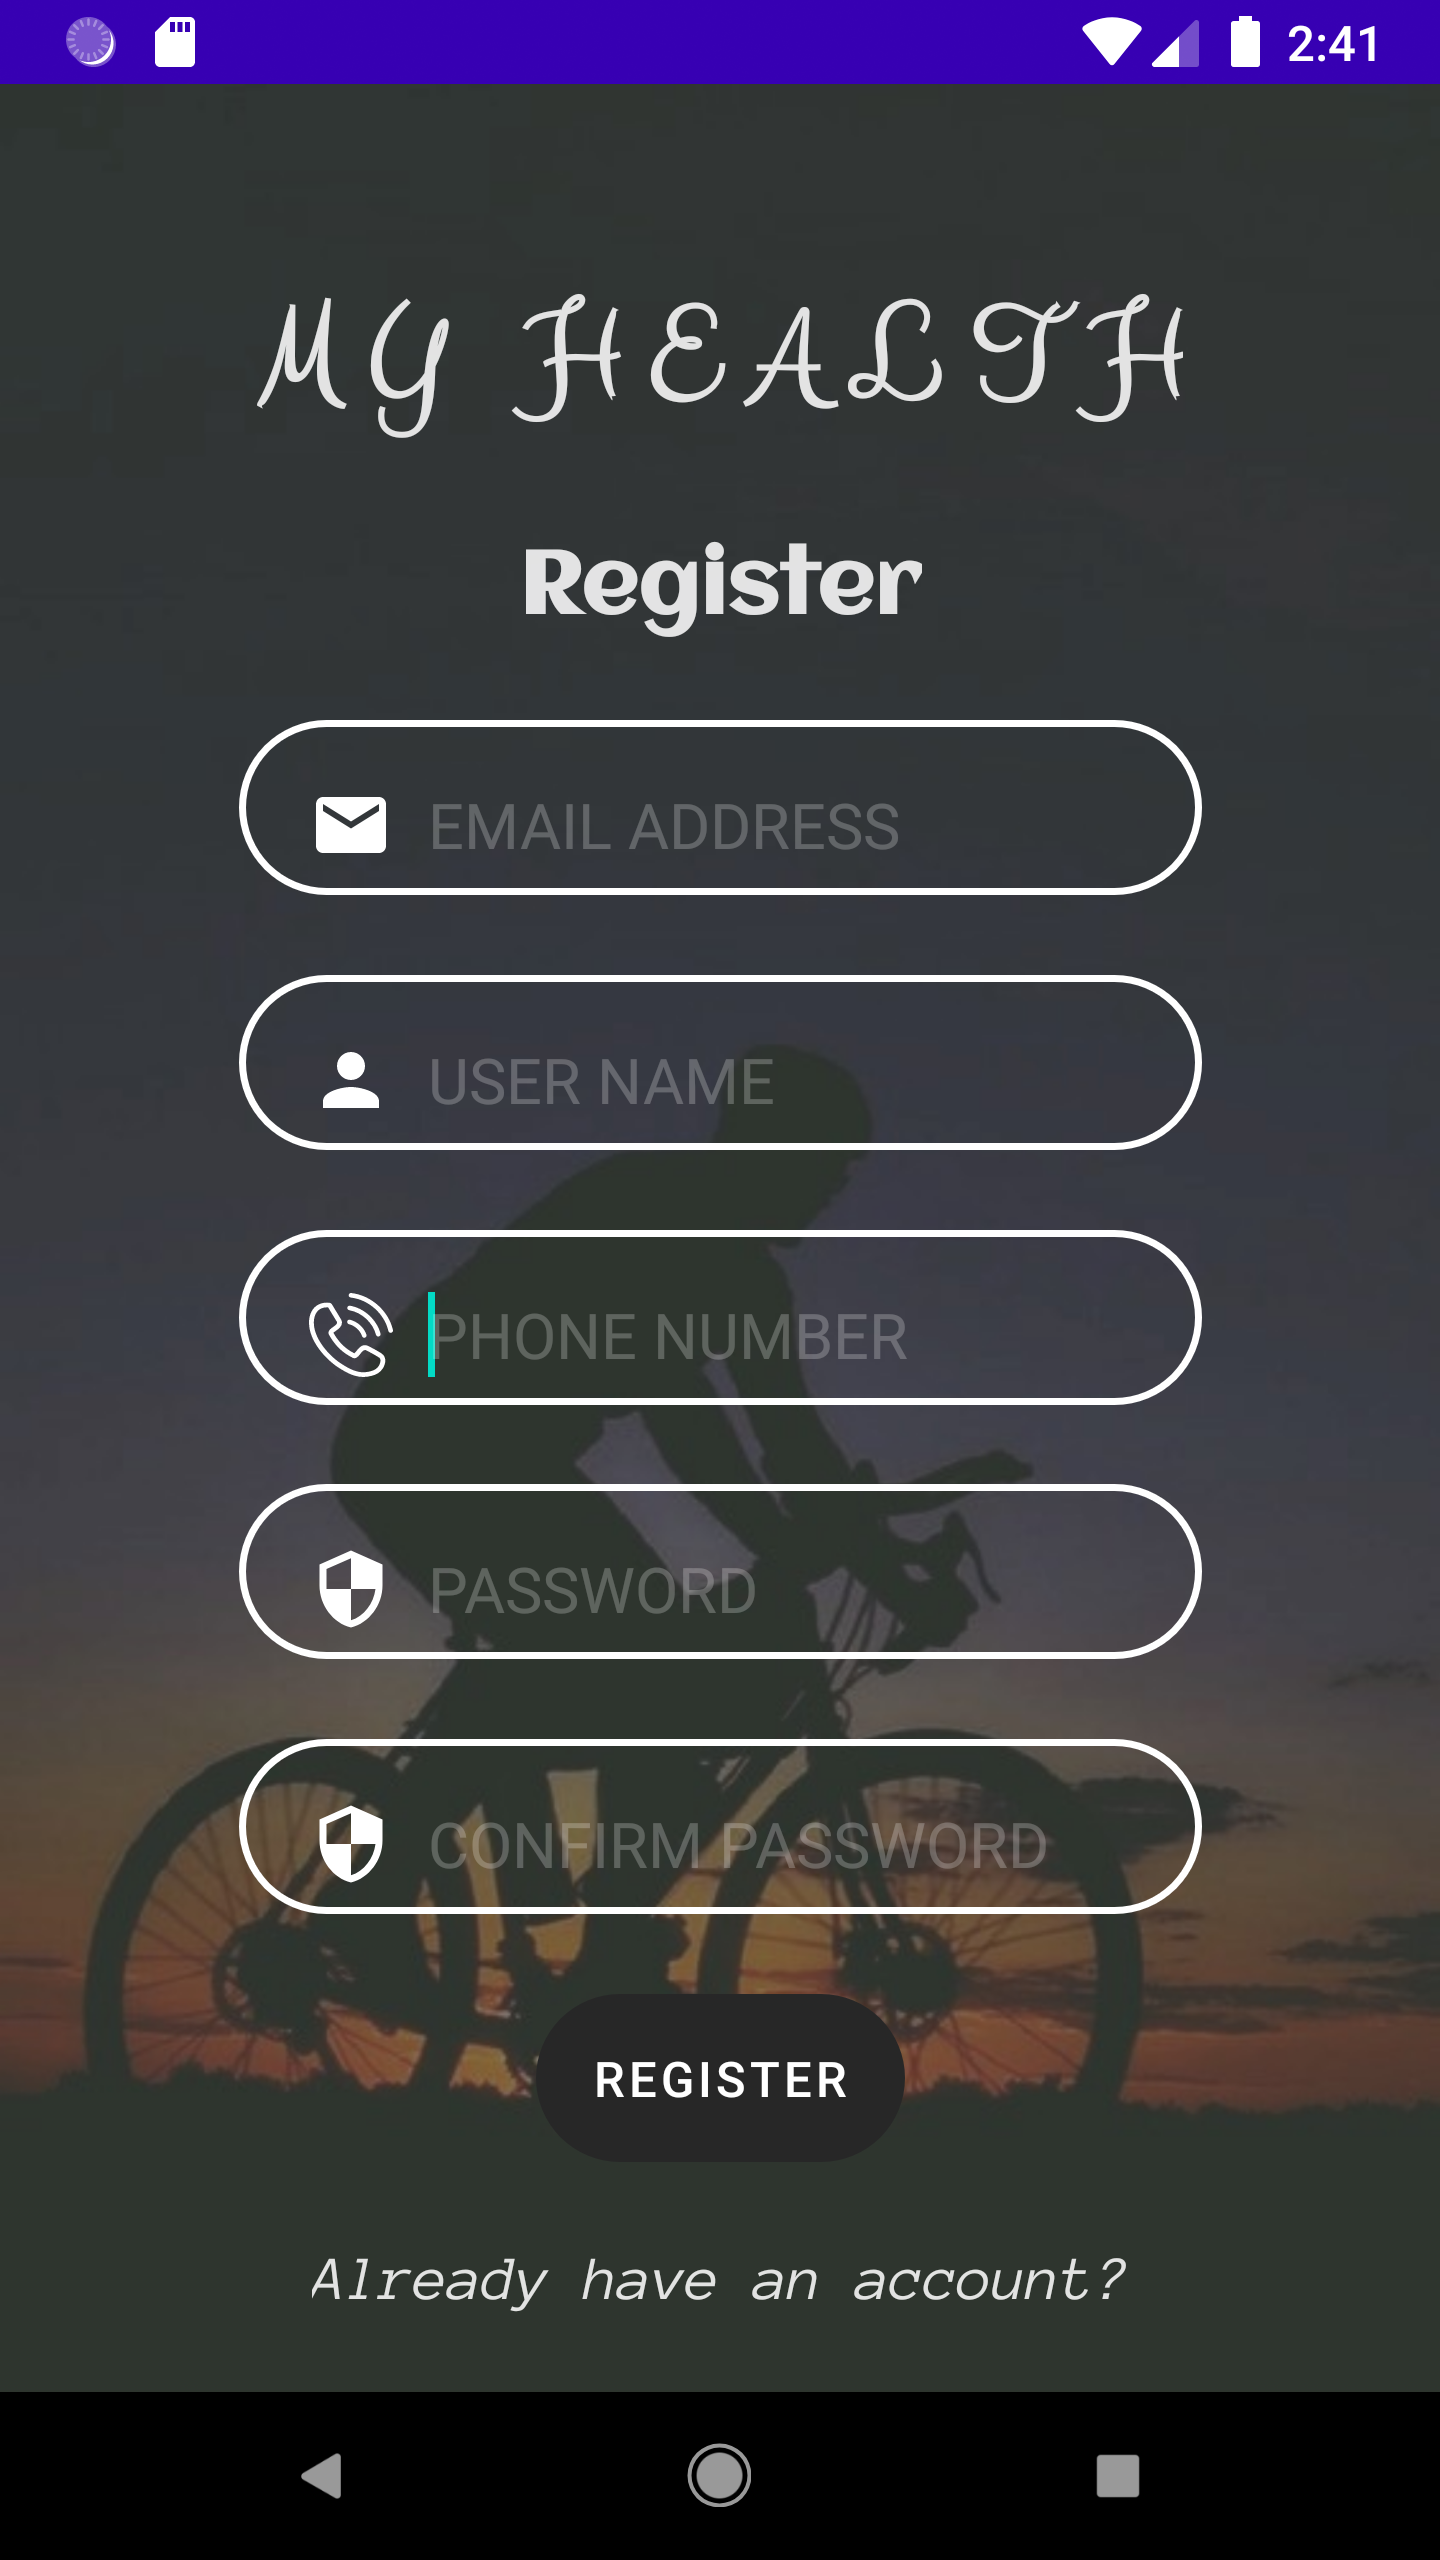 2:41
MY HEALTH
Register
EMAIL ADDRESS
USER NAME
PHONE NUMBER
PASSWORD
CONFIRM PASSWORD
REGISTER
Already have an account?